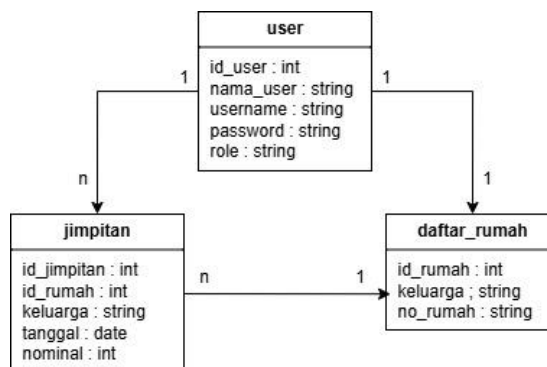 user
id_user : int
nama_user : string
username : string
password : string
role : string
1
1
n
1
jimpitan
id_jimpitan : int
id_rumah : int
keluarga : string
tanggal : date
nominal : int
n
1
daftar_rumah
id_rumah : int
keluarga ; string
no_rumah : string